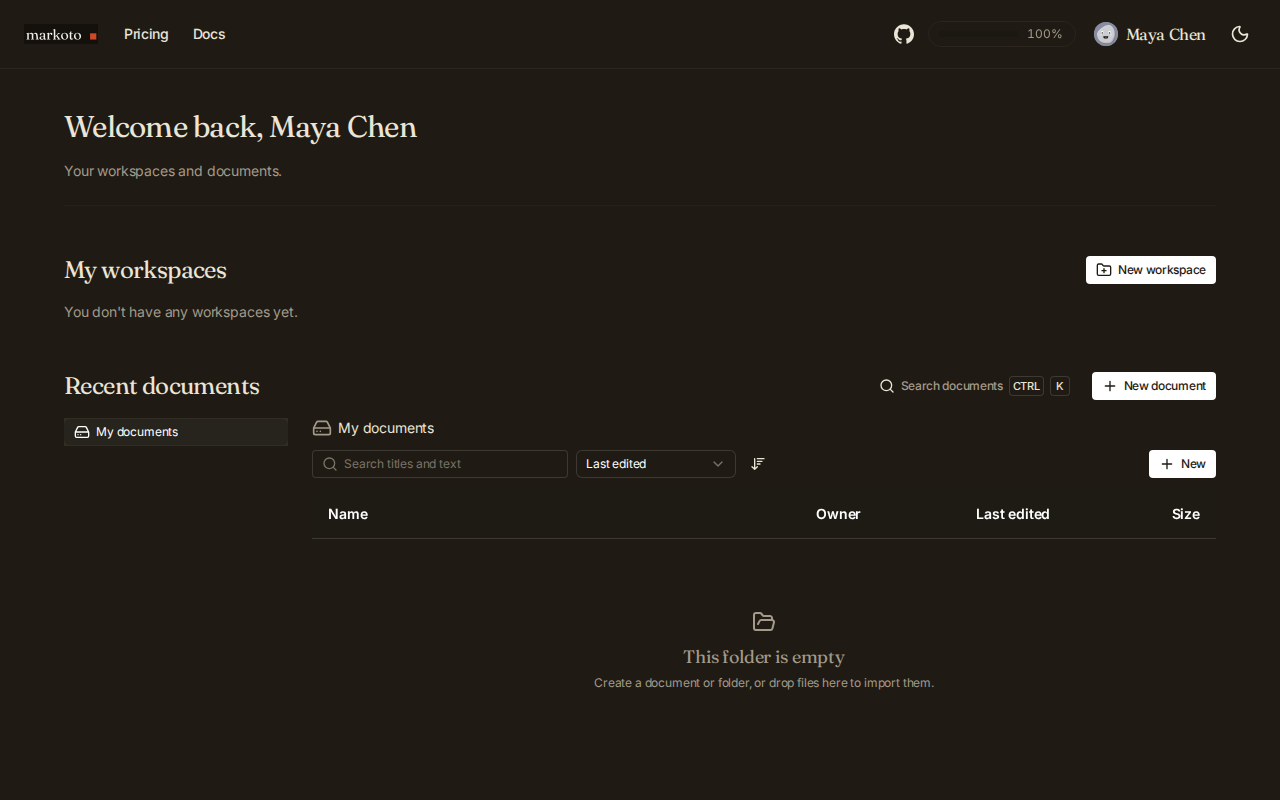 markoto
Pricing
Docs
100%
Maya Chen
Welcome back, Maya Chen
Your workspaces and documents.
My workspaces
New workspace
You don't have any workspaces yet.
Recent documents
Search documents CTRL K
New document
My documents
My documents
Search titles and text
Last edited
New
Name Owner Last edited Size
This folder is empty
Create a document or folder, or drop files here to import them.